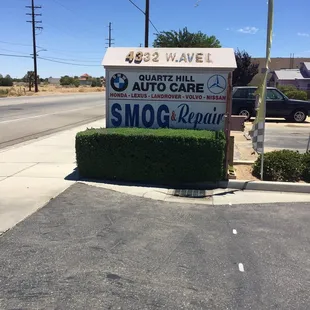 4332 W. AVE L
QUARTZ HILL
AUTO CARE
HONDA • LEXUS • LANDROVER • VOLVO • NISSAN
SMOG & Repair